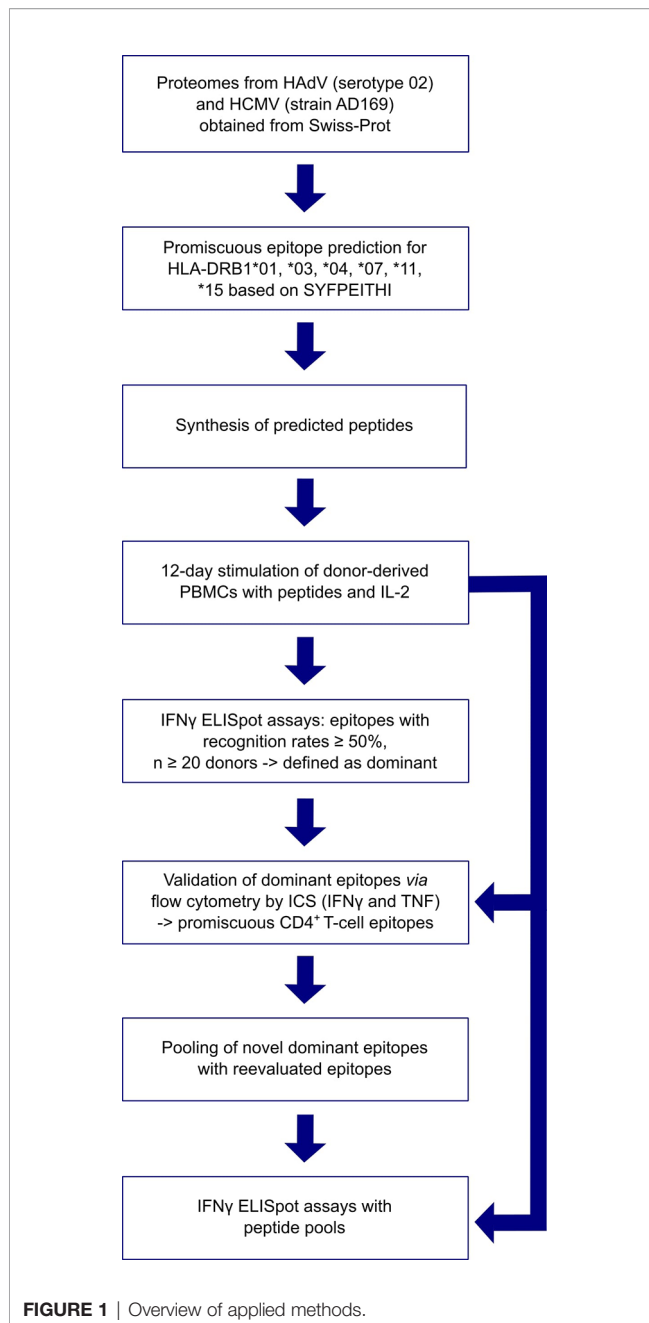 Proteomes from HAdV (serotype 02)
and HCMV (strain AD169)
obtained from Swiss-Prot
Promiscuous epitope prediction for
HLA-DRB1*01, *03, *04, *07, *11,
*15 based on SYFPEITHI
Synthesis of predicted peptides
12-day stimulation of donor-derived
PBMCs with peptides and IL-2
IFNγ ELISpot assays: epitopes with
recognition rates ≥ 50%,
n ≥ 20 donors -> defined as dominant
Validation of dominant epitopes via
flow cytometry by ICS (IFNγ and TNF)
-> promiscuous CD4⁺ T-cell epitopes
Pooling of novel dominant epitopes
with reevaluated epitopes
IFNγ ELISpot assays with
peptide pools
FIGURE 1 | Overview of applied methods.